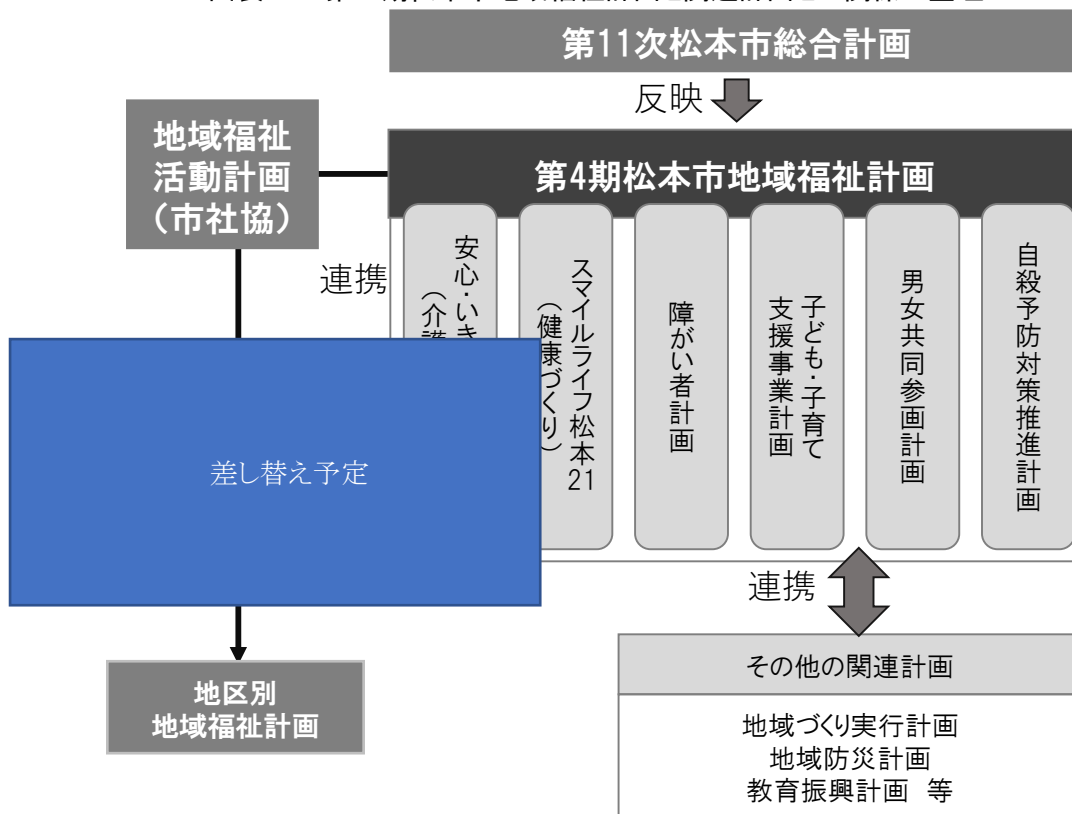 第11次松本市総合計画
反映
地域福祉
活動計画
（市社協）
第4期松本市地域福祉計画
連携
安心・いき
（介護
スマイルライフ松本21
（健康づくり）
障がい者計画
子ども・子育て
支援事業計画
男女共同参画計画
自殺予防対策推進計画
差し替え予定
連携
地区別
地域福祉計画
その他の関連計画
地域づくり実行計画
地域防災計画
教育振興計画　等